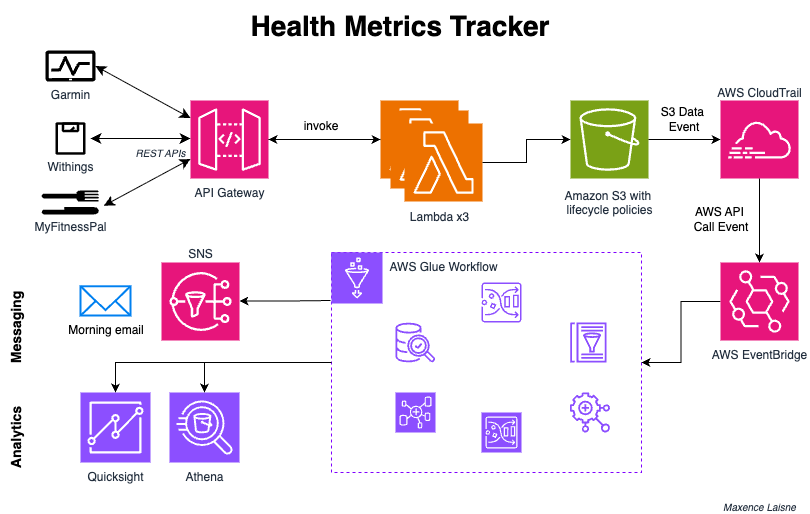 Health Metrics Tracker
Garmin
Withings
MyFitnessPal
REST APIs
</>
API Gateway
invoke
Lambda x3
Amazon S3 with
lifecycle policies
S3 Data
Event
AWS CloudTrail
AWS API
Call Event
AWS EventBridge
AWS Glue Workflow
SNS
Morning email
Messaging
Analytics
Quicksight
Athena
Maxence Laisne